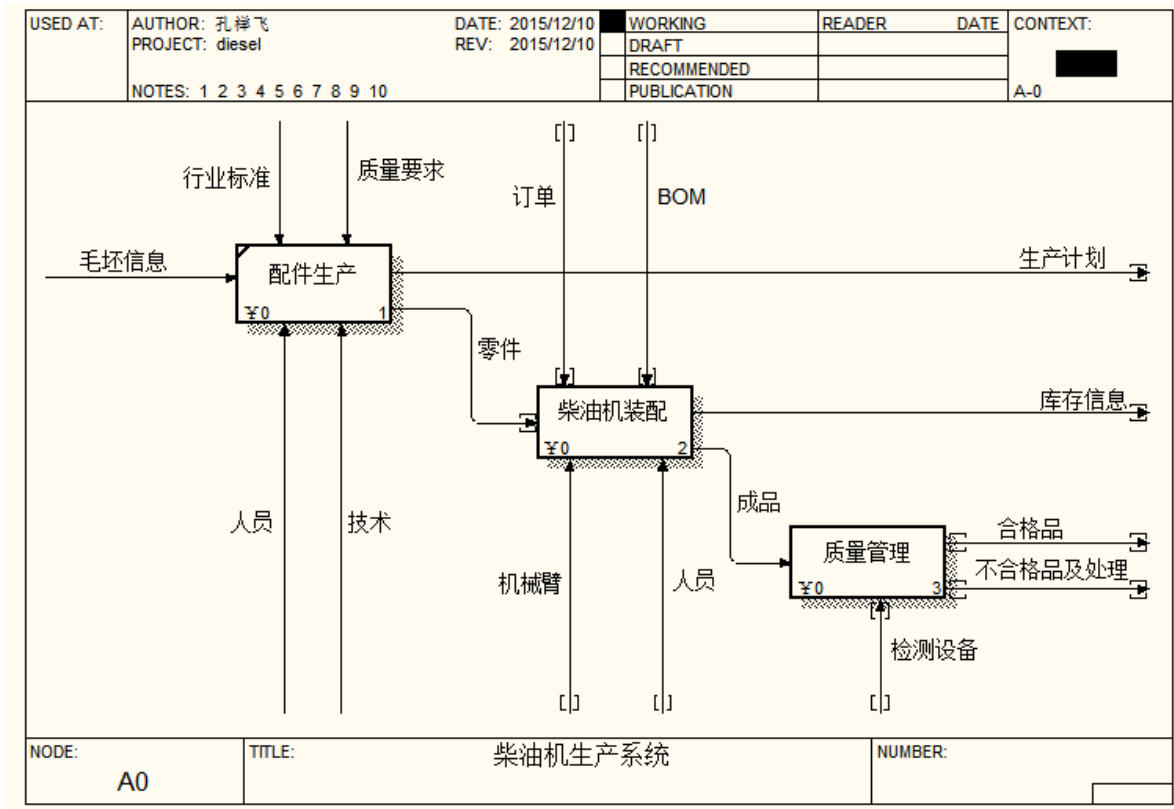 USED AT:
AUTHOR: 孔样飞
DATE: 2015/12/10
WORKING
READER
DATE
CONTEXT:
PROJECT: diesel
REV: 2015/12/10
DRAFT
RECOMMENDED
NOTES: 1 2 3 4 5 6 7 8 9 10
PUBLICATION
A-0
行业标准
质量要求
订单
BOM
毛坯信息
配件生产
¥0
1
生产计划
零件
柴油机装配
¥0
2
库存信息
人员
技术
成品
机械臂
人员
质量管理
¥0
3
合格品
不合格品及处理
检测设备
NODE:
A0
TITLE:
柴油机生产系统
NUMBER: